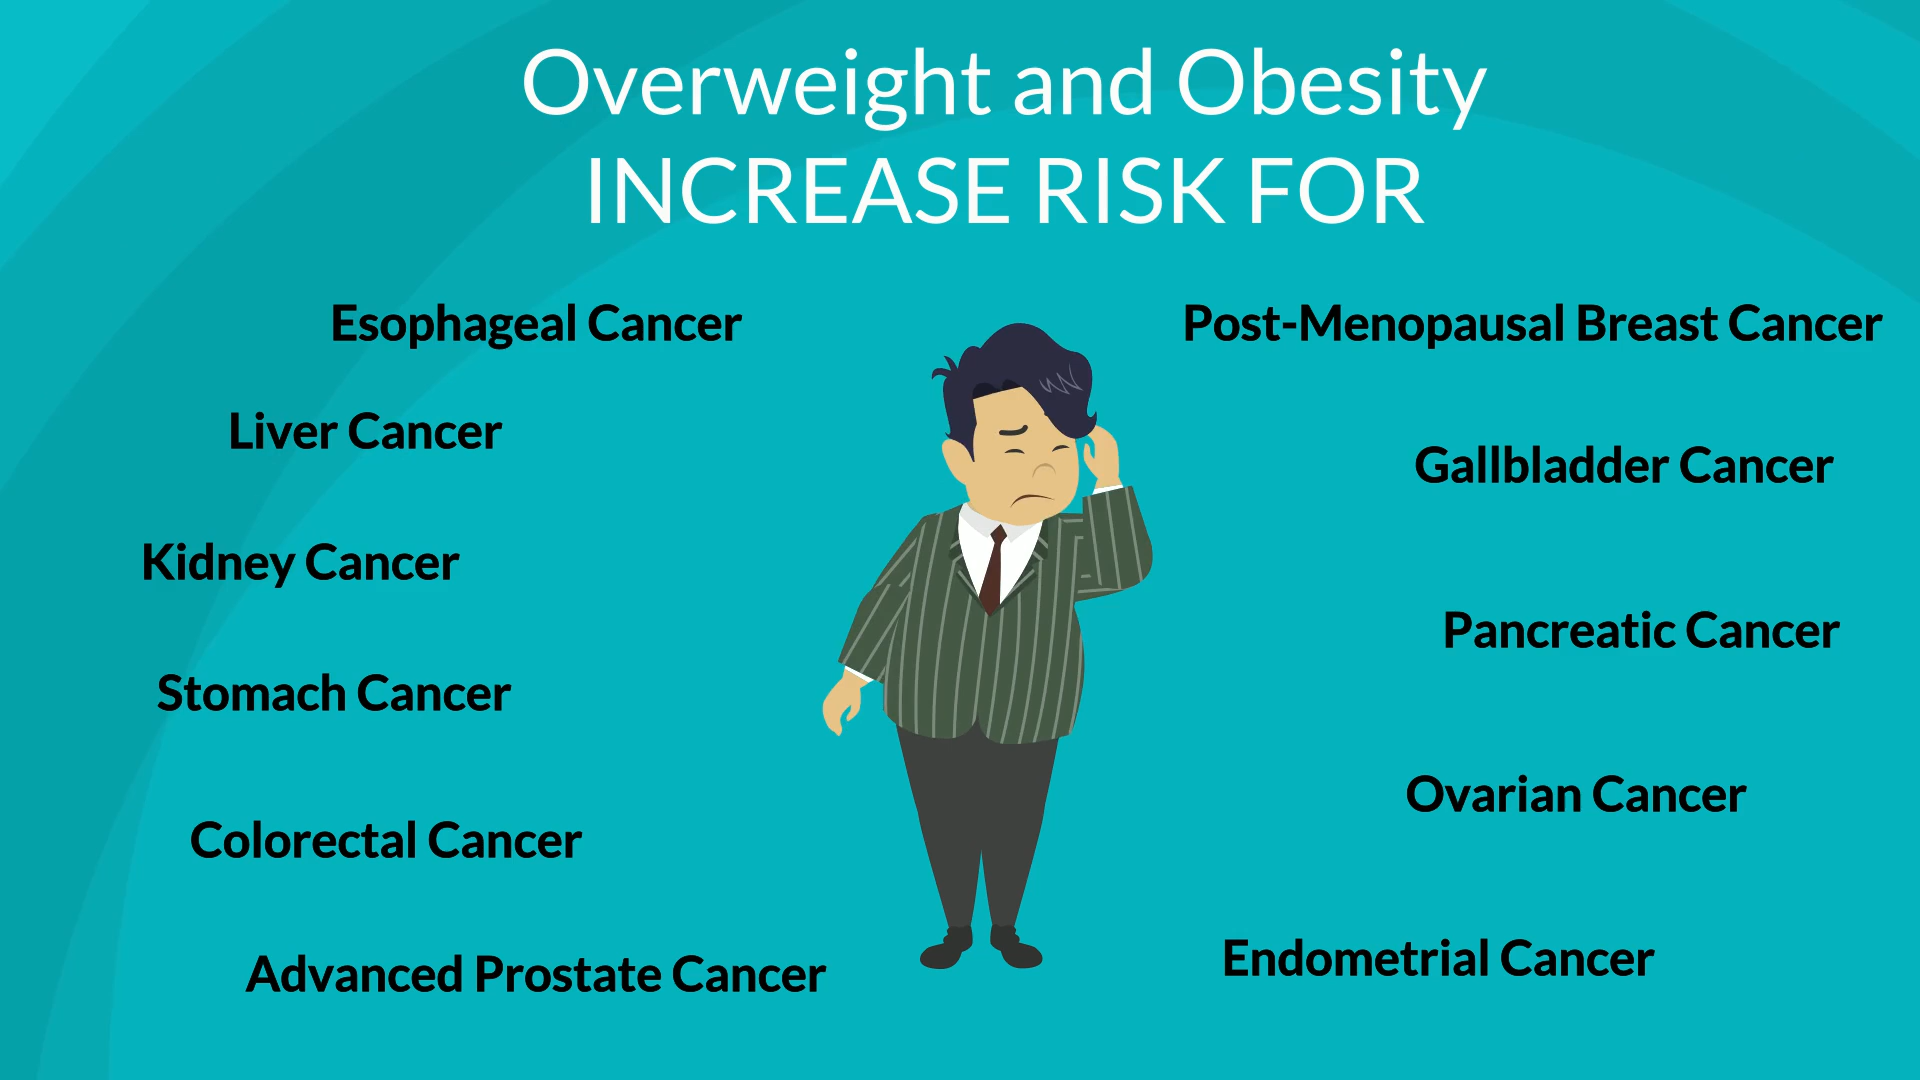 Overweight and Obesity
INCREASE RISK FOR
Esophageal Cancer
Liver Cancer
Kidney Cancer
Stomach Cancer
Colorectal Cancer
Advanced Prostate Cancer
Post-Menopausal Breast Cancer
Gallbladder Cancer
Pancreatic Cancer
Ovarian Cancer
Endometrial Cancer